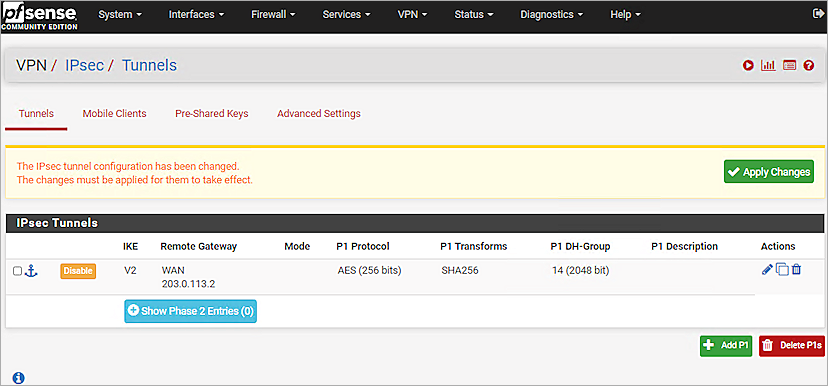 pfsense
COMMUNITY EDITION
System Interfaces Firewall Services VPN Status Diagnostics Help
VPN / IPsec / Tunnels
Tunnels Mobile Clients Pre-Shared Keys Advanced Settings
The IPsec tunnel configuration has been changed.
The changes must be applied for them to take effect.
Apply Changes
IPsec Tunnels
IKE Remote Gateway Mode P1 Protocol P1 Transforms P1 DH-Group P1 Description Actions
Disable V2 WAN AES (256 bits) SHA256 14 (2048 bit)
203.0.113.2
Show Phase 2 Entries (0)
Add P1 Delete P1s